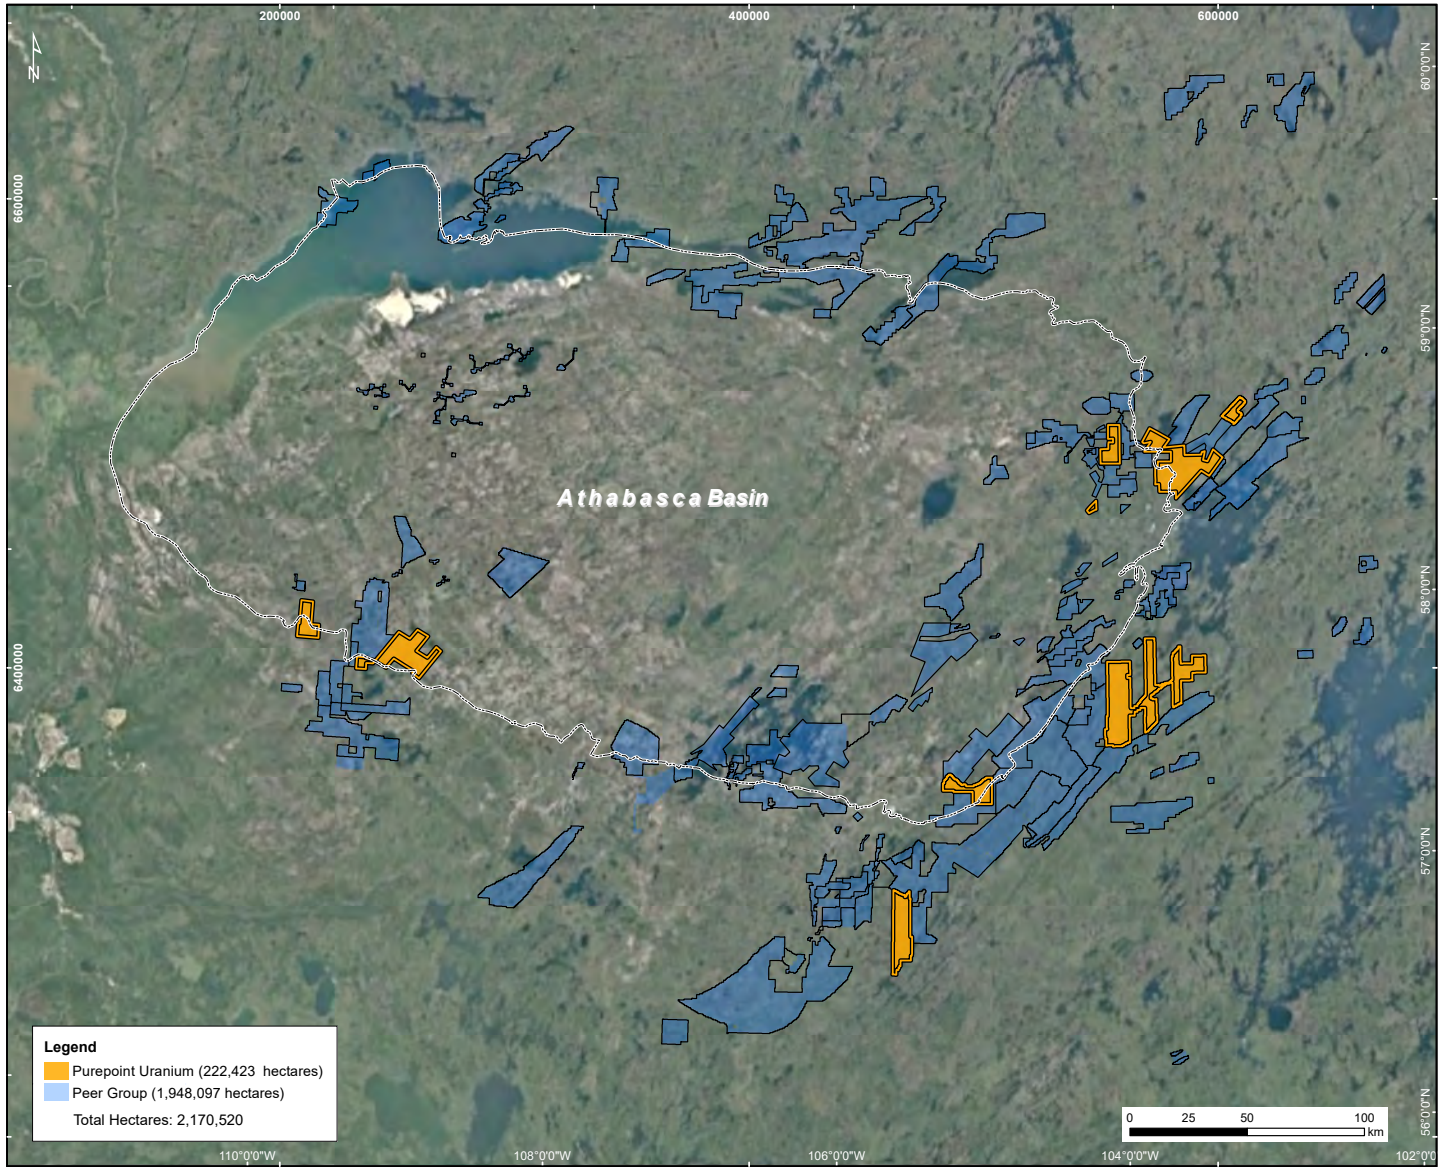 200000
400000
600000
N
60°0'0"N
6600000
59°0'0"N
Athabasca Basin
58°0'0"N
6400000
57°0'0"N
Legend
Purepoint Uranium (222,423 hectares)
Peer Group (1,948,097 hectares)
Total Hectares: 2,170,520
56°0'0"N
0 25 50 100
km
110°0'0"W
108°0'0"W
106°0'0"W
104°0'0"W
102°0'0